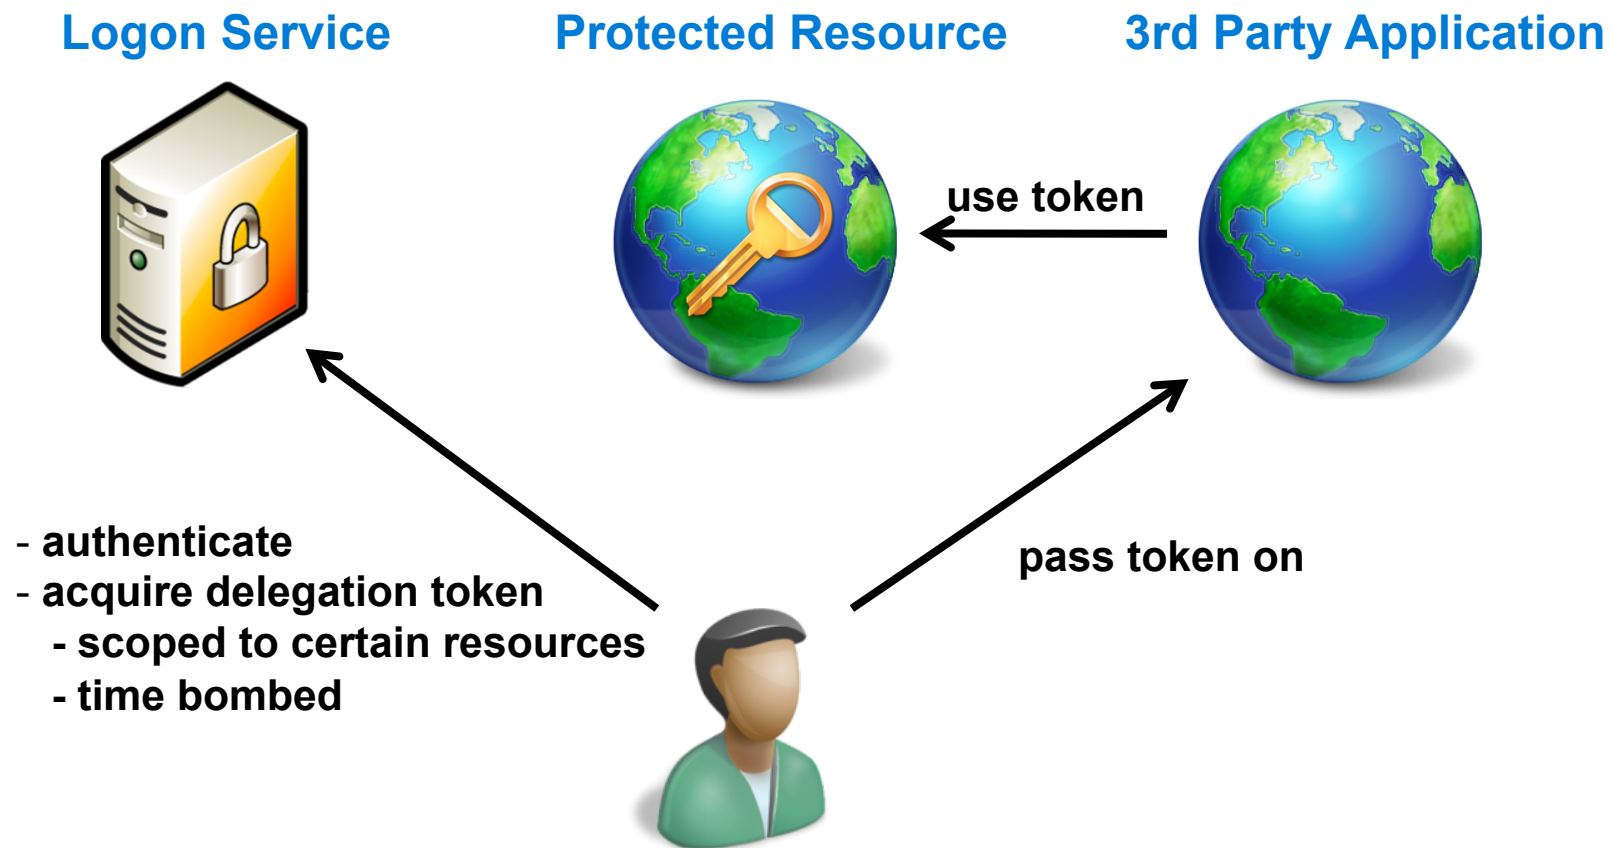 Logon Service
Protected Resource
3rd Party Application
use token
- authenticate
- acquire delegation token
- scoped to certain resources
- time bombed
pass token on